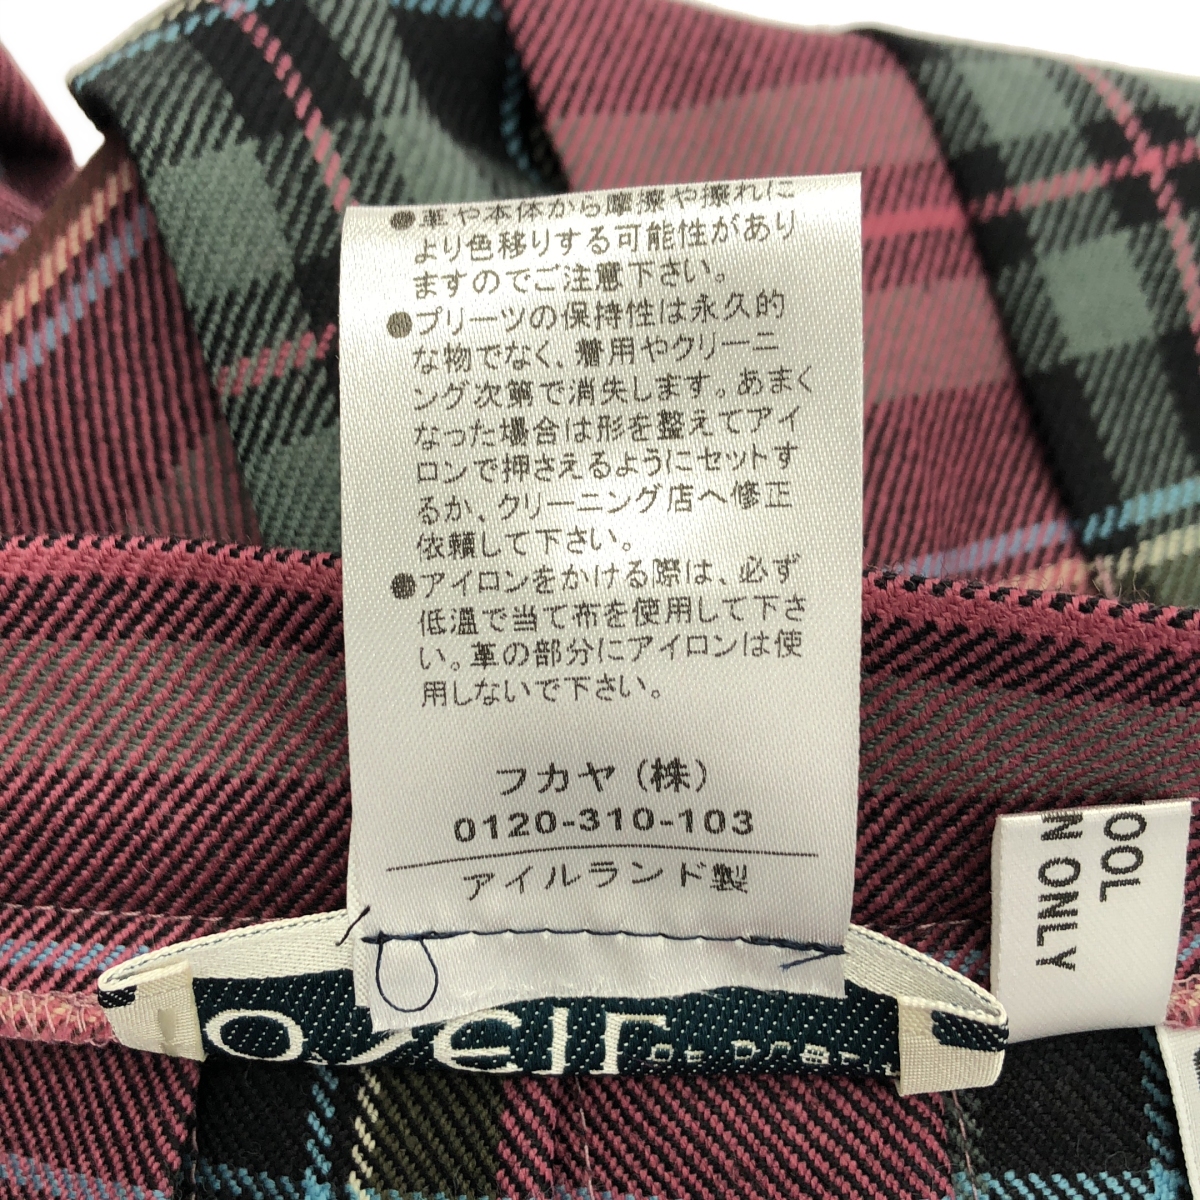 ●革や本体から摩擦や擦れに
より色移りする可能性があり
ますのでご注意下さい。
●プリーツの保持性は永久的
な物でなく、着用やクリーニ
ング次第で消失します。あまく
なった場合は形を整えてアイ
ロンで押さえるようにセットす
るか、クリーニング店へ修正
依頼して下さい。
●アイロンをかける際は、必ず
低温で当て布を使用して下さ
い。革の部分にアイロンは使
用しないで下さい。
フカヤ(株)
0120-310-103
アイルランド製
OOL
N ONLY